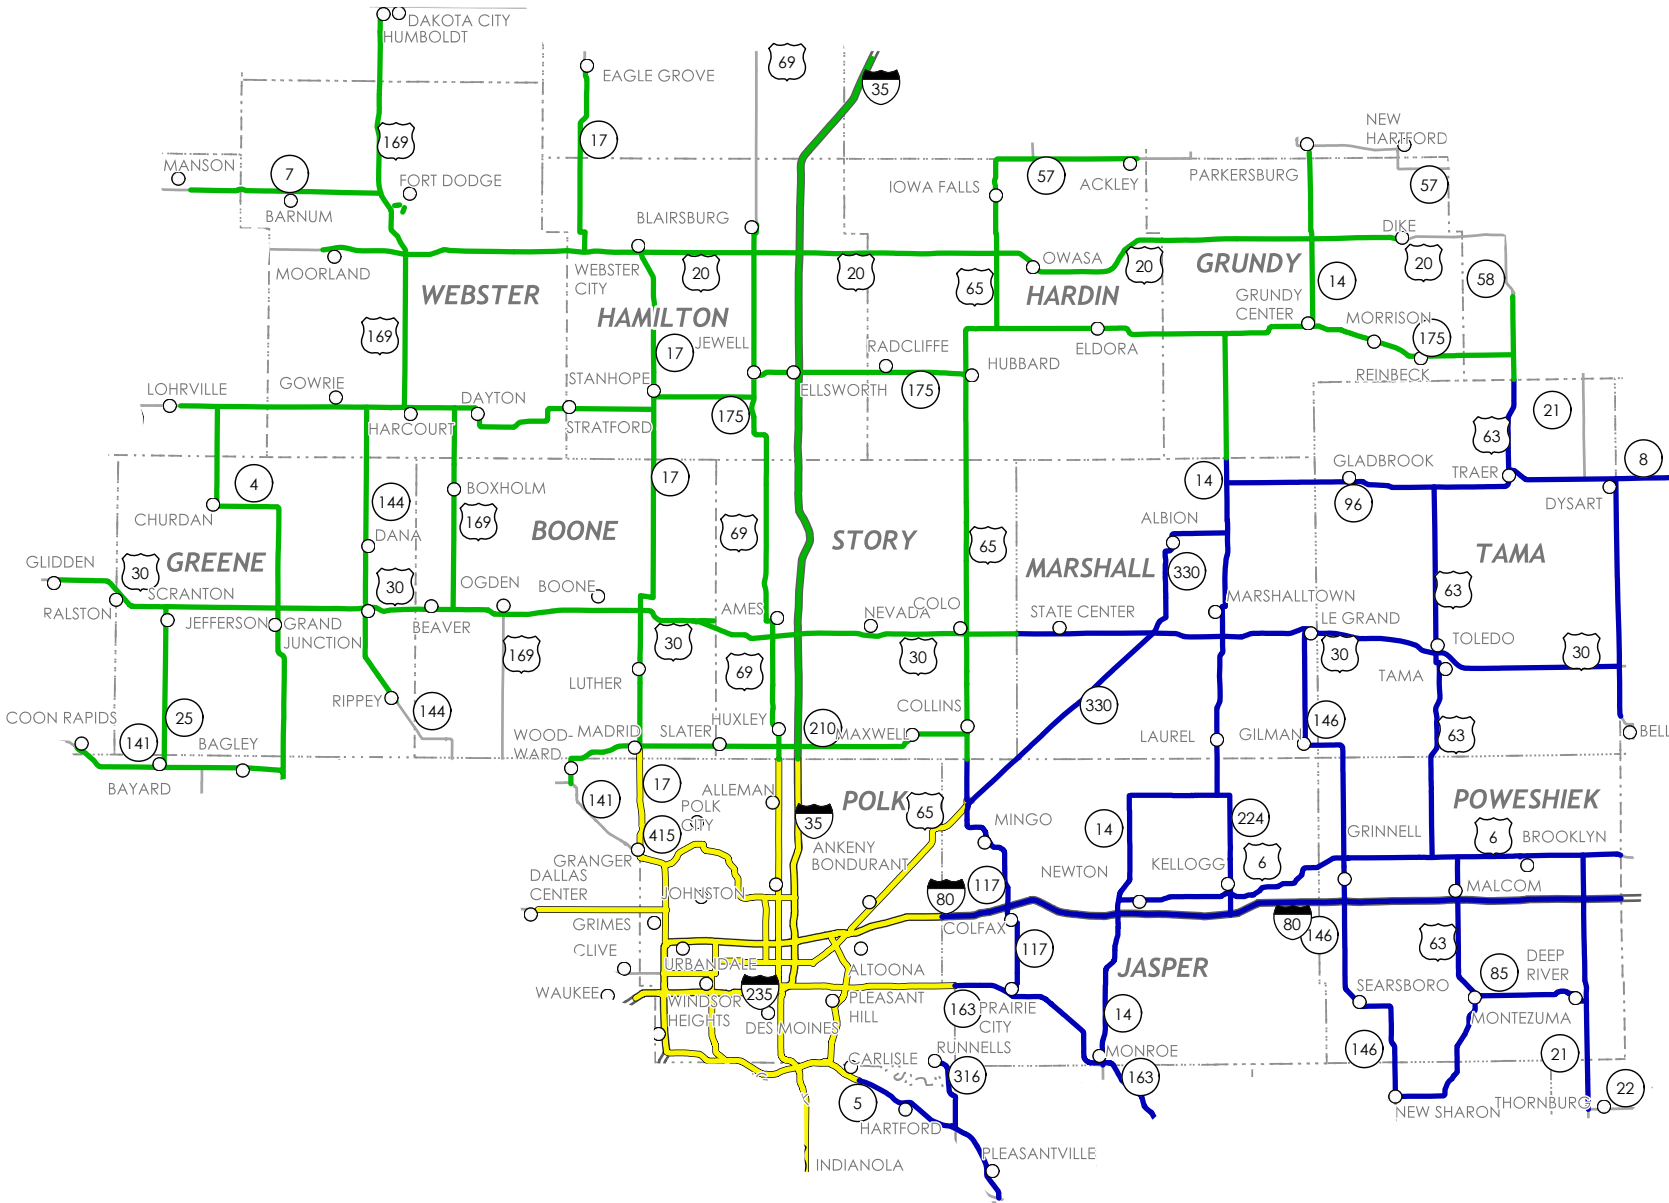 DAKOTA CITY
HUMBOLDT
69
EAGLE GROVE
35
169
17
NEW
HARTFORD
MANSON
7
FORT DODGE
BARNUM
IOWA FALLS
57
ACKLEY
PARKERSBURG
57
BLAIRSBURG
DIKE
MOORLAND
WEBSTER
CITY
20
20
OWASA
20
GRUNDY
20
58
WEBSTER
HAMILTON
65
HARDIN
14
GRUNDY
CENTER
169
17
JEWELL
RADCLIFFE
HUBBARD
ELDORA
MORRISON
175
REINBECK
LOHRVILLE
GOWRIE
DAYTON
STANHOPE
ELLSWORTH
175
HARCOURT
STRATFORD
175
21
63
GLADBROOK
TRAER
8
4
17
14
96
DYSART
CHURDAN
144
BOXHOLM
169
BOONE
69
STORY
65
ALBION
DANA
GLIDDEN
30
GREENE
MARSHALL
330
TAMA
RALSTON
SCRANTON
30
OGDEN
BOONE
63
JEFFERSON
GRAND
JUNCTION
BEAVER
AMES
NEVADA
COLO
STATE CENTER
MARSHALLTOWN
LE GRAND
169
30
30
30
TOLEDO
30
LUTHER
69
TAMA
RIPPEY
144
COLLINS
330
COON RAPIDS
141
25
BAGLEY
WOOD-
WARD
MADRID
SLATER
HUXLEY
210
MAXWELL
LAUREL
GILMAN
146
63
BELL
BAYARD
141
17
ALLEMAN
POLK
65
POWESHIEK
POLK
CITY
415
35
MINGO
14
224
GRINNELL
6
BROOKLYN
GRANGER
ANKENY
BONDURANT
DALLAS
CENTER
JOHNSTON
80
117
NEWTON
KELLOGG
6
MALCOM
GRIMES
COLFAX
80
146
CLIVE
117
63
URBANDALE
ALTOONA
JASPER
DEEP
RIVER
85
WAUKEE
WINDSOR
HEIGHTS
235
PLEASANT
HILL
163
PRAIRIE
CITY
SEARSBORO
DES MOINES
14
MONTEZUMA
CARLISLE
RUNNELLS
MONROE
146
21
316
163
5
22
HARTFORD
NEW SHARON
THORNBURG
INDIANOLA
PLEASANTVILLE